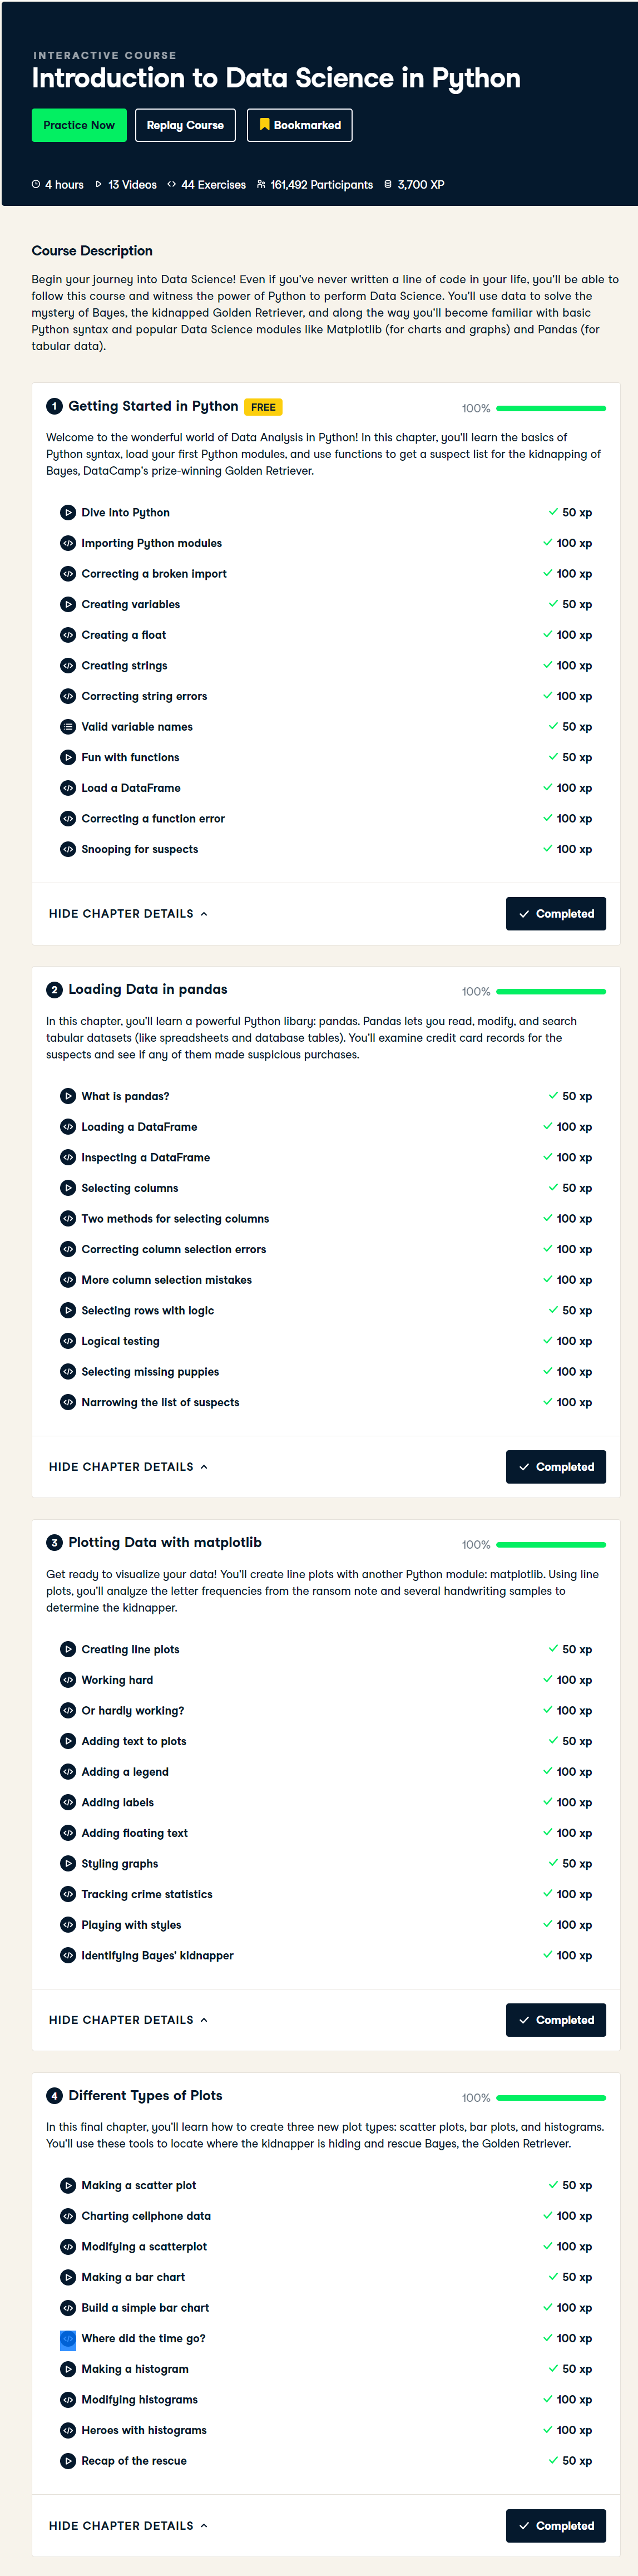 INTERACTIVE COURSE
Introduction to Data Science in Python
Practice Now
Replay Course
Bookmarked
4 hours 13 Videos 44 Exercises 161,492 Participants 3,700 XP
Course Description
Begin your journey into Data Science! Even if you've never written a line of code in your life, you'll be able to
follow this course and witness the power of Python to perform Data Science. You'll use data to solve the
mystery of Bayes, the kidnapped Golden Retriever, and along the way you'll become familiar with basic
Python syntax and popular Data Science modules like Matplotlib (for charts and graphs) and Pandas (for
tabular data).
1 Getting Started in Python FREE 100%
Welcome to the wonderful world of Data Analysis in Python! In this chapter, you'll learn the basics of
Python syntax, load your first Python modules, and use functions to get a suspect list for the kidnapping of
Bayes, DataCamp's prize-winning Golden Retriever.
Dive into Python 50 xp
Importing Python modules 100 xp
Correcting a broken import 100 xp
Creating variables 50 xp
Creating a float 100 xp
Creating strings 100 xp
Correcting string errors 100 xp
Valid variable names 50 xp
Fun with functions 50 xp
Load a DataFrame 100 xp
Correcting a function error 100 xp
Snooping for suspects 100 xp
HIDE CHAPTER DETAILS Completed
2 Loading Data in pandas 100%
In this chapter, you'll learn a powerful Python libary: pandas. Pandas lets you read, modify, and search
tabular datasets (like spreadsheets and database tables). You'll examine credit card records for the
suspects and see if any of them made suspicious purchases.
What is pandas? 50 xp
Loading a DataFrame 100 xp
Inspecting a DataFrame 100 xp
Selecting columns 50 xp
Two methods for selecting columns 100 xp
Correcting column selection errors 100 xp
More column selection mistakes 100 xp
Selecting rows with logic 50 xp
Logical testing 100 xp
Selecting missing puppies 100 xp
Narrowing the list of suspects 100 xp
HIDE CHAPTER DETAILS Completed
3 Plotting Data with matplotlib 100%
Get ready to visualize your data! You'll create line plots with another Python module: matplotlib. Using line
plots, you'll analyze the letter frequencies from the ransom note and several handwriting samples to
determine the kidnapper.
Creating line plots 50 xp
Working hard 100 xp
Or hardly working? 100 xp
Adding text to plots 50 xp
Adding a legend 100 xp
Adding labels 100 xp
Adding floating text 100 xp
Styling graphs 50 xp
Tracking crime statistics 100 xp
Playing with styles 100 xp
Identifying Bayes' kidnapper 100 xp
HIDE CHAPTER DETAILS Completed
4 Different Types of Plots 100%
In this final chapter, you'll learn how to create three new plot types: scatter plots, bar plots, and histograms.
You'll use these tools to locate where the kidnapper is hiding and rescue Bayes, the Golden Retriever.
Making a scatter plot 50 xp
Charting cellphone data 100 xp
Modifying a scatterplot 100 xp
Making a bar chart 50 xp
Build a simple bar chart 100 xp
Where did the time go? 100 xp
Making a histogram 50 xp
Modifying histograms 100 xp
Heroes with histograms 100 xp
Recap of the rescue 50 xp
HIDE CHAPTER DETAILS Completed